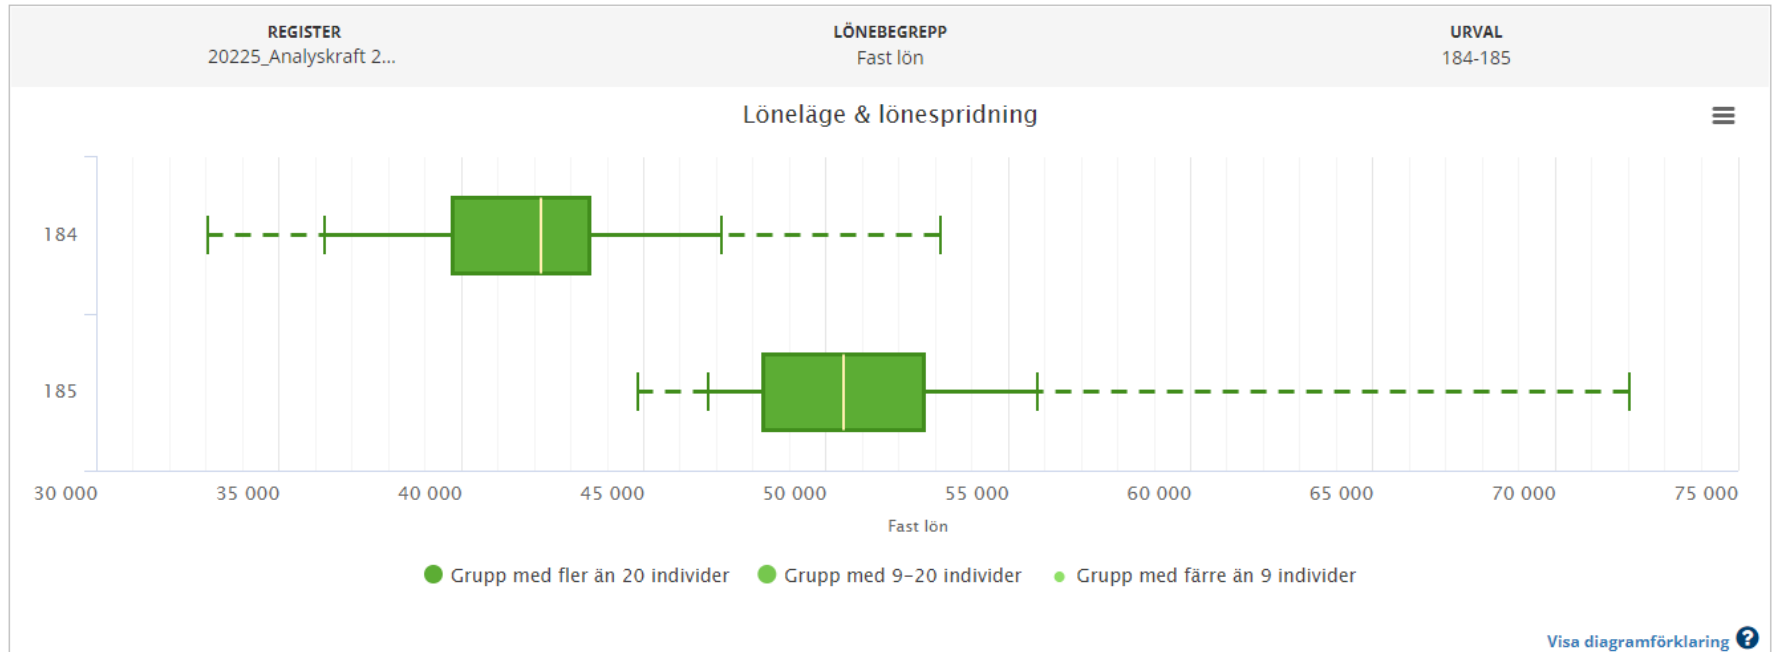 REGISTER LÖNEBEGREPP URVAL
20225_Analyskraft 2... Fast lön 184-185
Löneläge & lönespridning
184
185
30 000 35 000 40 000 45 000 50 000 55 000 60 000 65 000 70 000 75 000
Fast lön
Grupp med fler än 20 individer Grupp med 9–20 individer Grupp med färre än 9 individer
Visa diagramförklaring ?